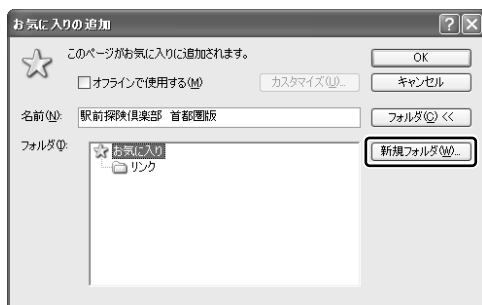 お気に入りの追加
このページがお気に入りに追加されます。
OK
オフラインで使用する(M)
カスタマイズ(U)...
キャンセル
名前(N):
駅前探険倶楽部 首都圏版
フォルダ(C) <<
フォルダ(I):
お気に入り
新規フォルダ(W)...
リンク